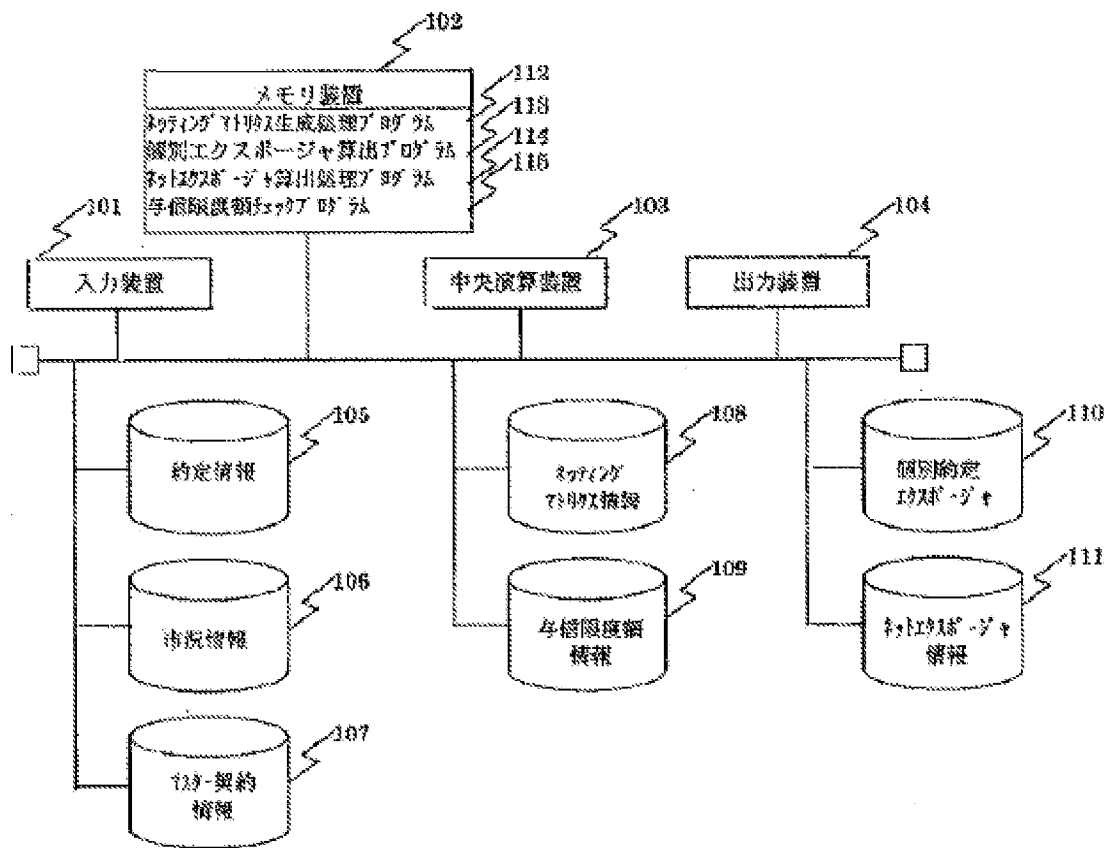 102
メモリ装置
ﾈｯﾃｨﾝｸﾞﾏﾄﾘｸｽ生成処理ﾌﾟﾛｸﾞﾗﾑ
個別エクスポージャ算出ﾌﾟﾛｸﾞﾗﾑ
ﾈｯﾄｴｸｽﾎﾟｰｼﾞｬ算出処理ﾌﾟﾛｸﾞﾗﾑ
与信限度額ﾁｪｯｸﾌﾟﾛｸﾞﾗﾑ
112
113
114
115
101
入力装置
103
中央演算装置
104
出力装置
105
約定情報
108
ﾈｯﾃｨﾝｸﾞ
ﾏﾄﾘｸｽ情報
110
個別約定
ｴｸｽﾎﾟｰｼﾞｬ
106
市況情報
109
与信限度額
情報
111
ﾈｯﾄｴｸｽﾎﾟｰｼﾞｬ
情報
107
ﾏｽﾀｰ契約
情報